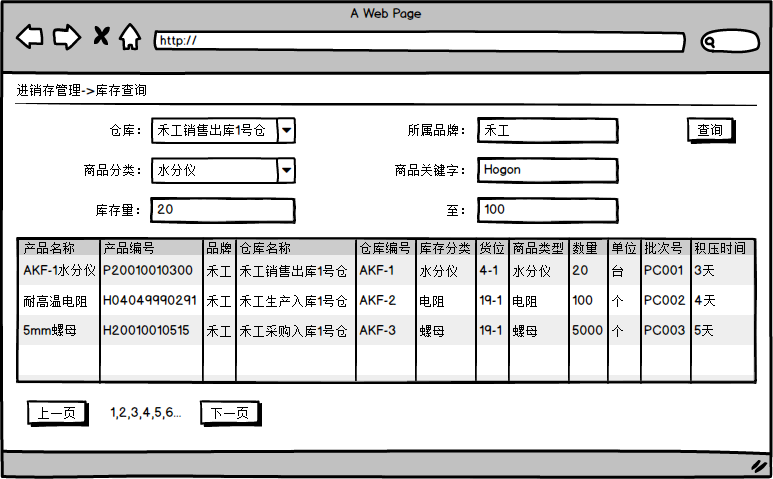 A Web Page
http://
进销存管理->库存查询
仓库： 禾工销售出库1号仓 所属品牌： 禾工 查询
商品分类： 水分仪 商品关键字： Hogon
库存量： 20 至： 100
产品名称 产品编号 品牌 仓库名称 仓库编号 库存分类 货位 商品类型 数量 单位 批次号 积压时间
AKF-1水分仪 P20010010300 禾工 禾工销售出库1号仓 AKF-1 水分仪 4-1 水分仪 20 台 PC001 3天
耐高温电阻 H04049990291 禾工 禾工生产入库1号仓 AKF-2 电阻 19-1 电阻 100 个 PC002 4天
5mm螺母 H20010010515 禾工 禾工采购入库1号仓 AKF-3 螺母 19-1 螺母 5000 个 PC003 5天
上一页 1,2,3,4,5,6... 下一页